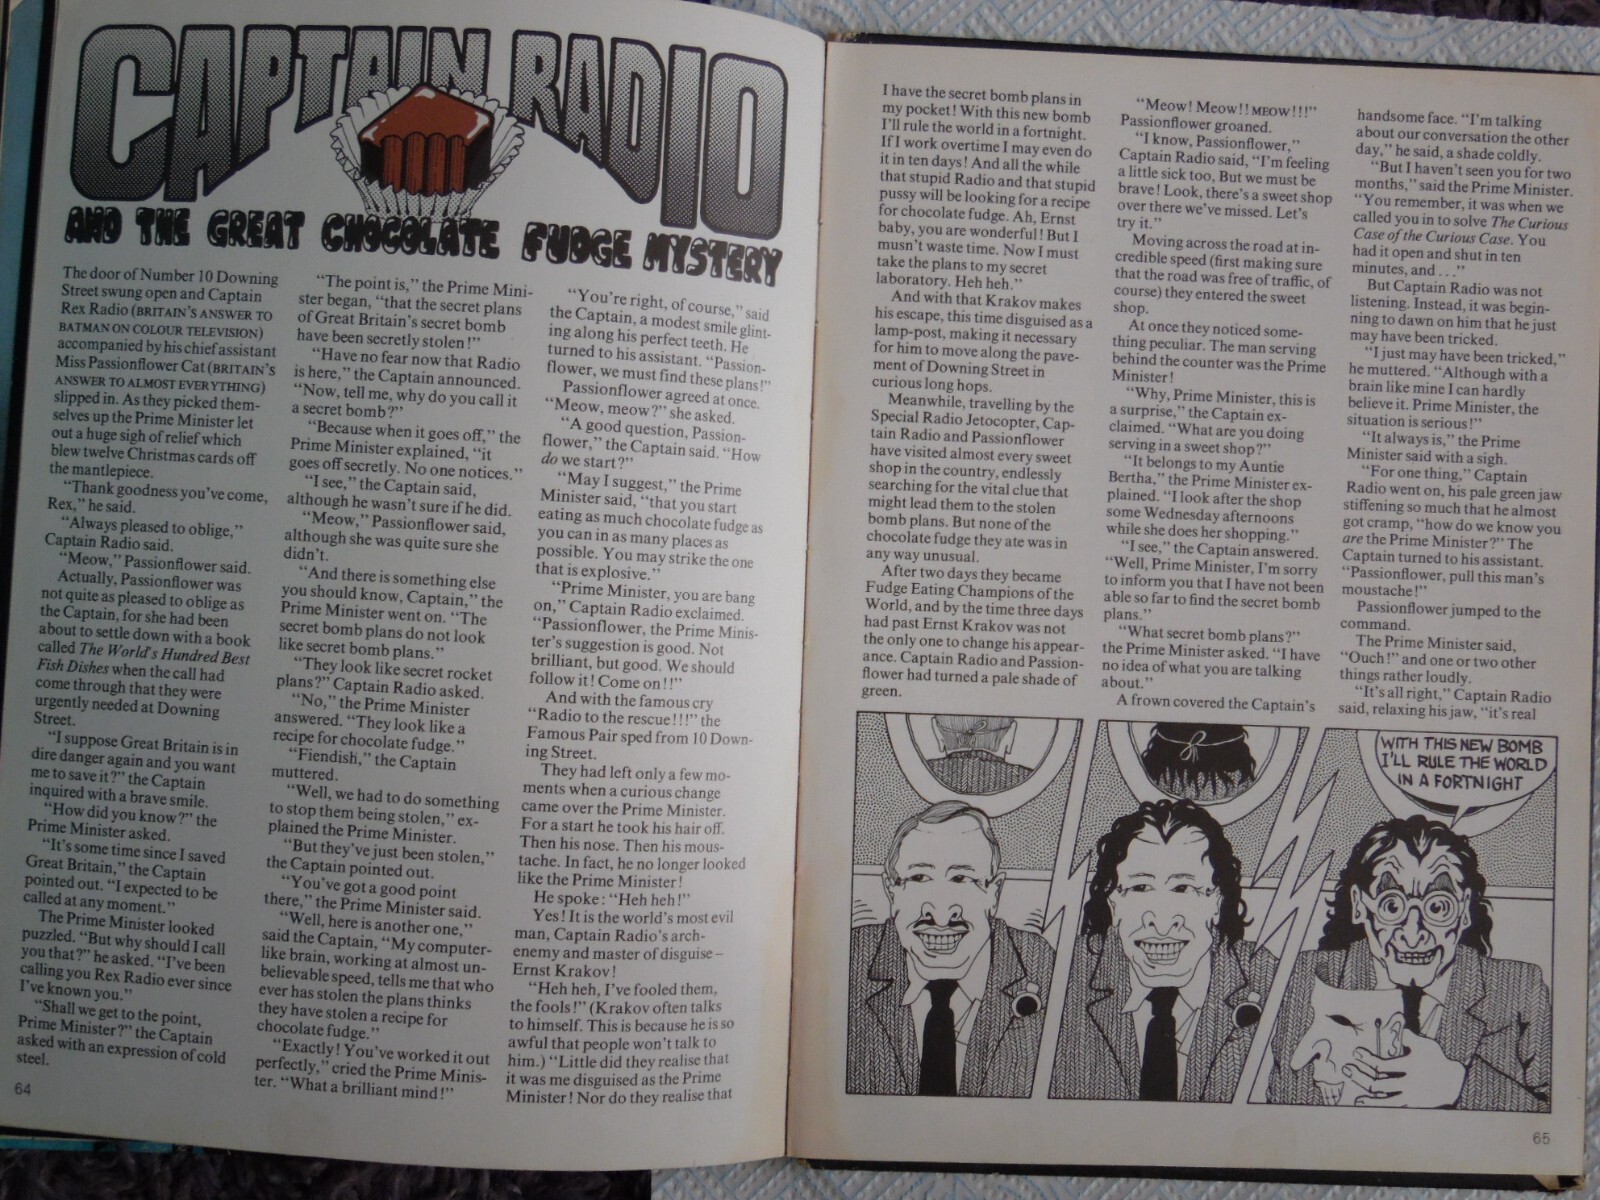 CAPTAIN RADIO
AND THE GREAT CHOCOLATE FUDGE MYSTERY
The door of Number 10 Downing
Street swung open and Captain
Rex Radio (BRITAIN'S ANSWER TO
BATMAN ON COLOUR TELEVISION)
accompanied by his chief assistant
Miss Passionflower Cat (BRITAIN'S
ANSWER TO ALMOST EVERYTHING)
slipped in. As they picked them-
selves up the Prime Minister let
out a huge sigh of relief which
blew twelve Christmas cards off
the mantlepiece.
"Thank goodness you've come,
Rex," he said.
"Always pleased to oblige,"
Captain Radio said.
"Meow," Passionflower said.
Actually, Passionflower was
not quite as pleased to oblige as
the Captain, for she had been
about to settle down with a book
called The World's Hundred Best
Fish Dishes when the call had
come through that they were
urgently needed at Downing
Street.
"I suppose Great Britain is in
dire danger again and you want
me to save it?" the Captain
inquired with a brave smile.
"How did you know?" the
Prime Minister asked.
"It's some time since I saved
Great Britain," the Captain
pointed out. "I expected to be
called at any moment."
The Prime Minister looked
puzzled. "But why should I call
you that?" he asked. "I've been
calling you Rex Radio ever since
I've known you."
"Shall we get to the point,
Prime Minister?" the Captain
asked with an expression of cold
steel.
64
"The point is," the Prime Mini-
ster began, "that the secret plans
of Great Britain's secret bomb
have been secretly stolen!"
"Have no fear now that Radio
is here," the Captain announced.
"Now, tell me, why do you call it
a secret bomb?"
"Because when it goes off," the
Prime Minister explained, "it
goes off secretly. No one notices."
"I see," the Captain said,
although he wasn't sure if he did.
"Meow," Passionflower said,
although she was quite sure she
didn't.
"And there is something else
you should know, Captain," the
Prime Minister went on. "The
secret bomb plans do not look
like secret bomb plans."
"They look like secret rocket
plans?" Captain Radio asked.
"No," the Prime Minister
answered. "They look like a
recipe for chocolate fudge."
"Fiendish," the Captain
muttered.
"Well, we had to do something
to stop them being stolen," ex-
plained the Prime Minister.
"But they've just been stolen,"
the Captain pointed out.
"You've got a good point
there," the Prime Minister said.
"Well, here is another one,"
said the Captain, "My computer-
like brain, working at almost un-
believable speed, tells me that who
ever has stolen the plans thinks
they have stolen a recipe for
chocolate fudge."
"Exactly! You've worked it out
perfectly," cried the Prime Minis-
ter. "What a brilliant mind!"
"You're right, of course," said
the Captain, a modest smile glint-
ing along his perfect teeth. He
turned to his assistant. "Passion-
flower, we must find these plans!"
Passionflower agreed at once.
"Meow, meow?" she asked.
"A good question, Passion-
flower," the Captain said. "How
do we start?"
"May I suggest," the Prime
Minister said, "that you start
eating as much chocolate fudge as
you can in as many places as
possible. You may strike the one
that is explosive."
"Prime Minister, you are bang
on," Captain Radio exclaimed.
"Passionflower, the Prime Minis-
ter's suggestion is good. Not
brilliant, but good. We should
follow it! Come on!!"
And with the famous cry
"Radio to the rescue!!!" the
Famous Pair sped from 10 Down-
ing Street.
They had left only a few mo-
ments when a curious change
came over the Prime Minister.
For a start he took his hair off.
Then his nose. Then his mous-
tache. In fact, he no longer looked
like the Prime Minister!
He spoke: "Heh heh!"
Yes! It is the world's most evil
man, Captain Radio's arch-
enemy and master of disguise –
Ernst Krakov!
"Heh heh, I've fooled them,
the fools!" (Krakov often talks
to himself. This is because he is so
awful that people won't talk to
him.) "Little did they realise that
it was me disguised as the Prime
Minister! Nor do they realise that
I have the secret bomb plans in
my pocket! With this new bomb
I'll rule the world in a fortnight.
If I work overtime I may even do
it in ten days! And all the while
that stupid Radio and that stupid
pussy will be looking for a recipe
for chocolate fudge. Ah, Ernst
baby, you are wonderful! But I
musn't waste time. Now I must
take the plans to my secret
laboratory. Heh heh."
And with that Krakov makes
his escape, this time disguised as a
lamp-post, making it necessary
for him to move along the pave-
ment of Downing Street in
curious long hops.
Meanwhile, travelling by the
Special Radio Jetocopter, Cap-
tain Radio and Passionflower
have visited almost every sweet
shop in the country, endlessly
searching for the vital clue that
might lead them to the stolen
bomb plans. But none of the
chocolate fudge they ate was in
any way unusual.
After two days they became
Fudge Eating Champions of the
World, and by the time three days
had past Ernst Krakov was not
the only one to change his appear-
ance. Captain Radio and Passion-
flower had turned a pale shade of
green.
"Meow! Meow!! MEOW!!!"
Passionflower groaned.
"I know, Passionflower,"
Captain Radio said, "I'm feeling
a little sick too, But we must be
brave! Look, there's a sweet shop
over there we've missed. Let's
try it."
Moving across the road at in-
credible speed (first making sure
that the road was free of traffic, of
course) they entered the sweet
shop.
At once they noticed some-
thing peculiar. The man serving
behind the counter was the Prime
Minister!
"Why, Prime Minister, this is
a surprise," the Captain ex-
claimed. "What are you doing
serving in a sweet shop?"
"It belongs to my Auntie
Bertha," the Prime Minister ex-
plained. "I look after the shop
some Wednesday afternoons
while she does her shopping."
"I see," the Captain answered.
"Well, Prime Minister, I'm sorry
to inform you that I have not been
able so far to find the secret bomb
plans."
"What secret bomb plans?"
the Prime Minister asked. "I have
no idea of what you are talking
about."
A frown covered the Captain's
handsome face. "I'm talking
about our conversation the other
day," he said, a shade coldly.
"But I haven't seen you for two
months," said the Prime Minister.
"You remember, it was when we
called you in to solve The Curious
Case of the Curious Case. You
had it open and shut in ten
minutes, and . . ."
But Captain Radio was not
listening. Instead, it was begin-
ning to dawn on him that he just
may have been tricked.
"I just may have been tricked,"
he muttered. "Although with a
brain like mine I can hardly
believe it. Prime Minister, the
situation is serious!"
"It always is," the Prime
Minister said with a sigh.
"For one thing," Captain
Radio went on, his pale green jaw
stiffening so much that he almost
got cramp, "how do we know you
are the Prime Minister?" The
Captain turned to his assistant.
"Passionflower, pull this man's
moustache!"
Passionflower jumped to the
command.
The Prime Minister said,
"Ouch!" and one or two other
things rather loudly.
"It's all right," Captain Radio
said, relaxing his jaw, "it's real
WITH THIS NEW BOMB
I'LL RULE THE WORLD
IN A FORTNIGHT
65